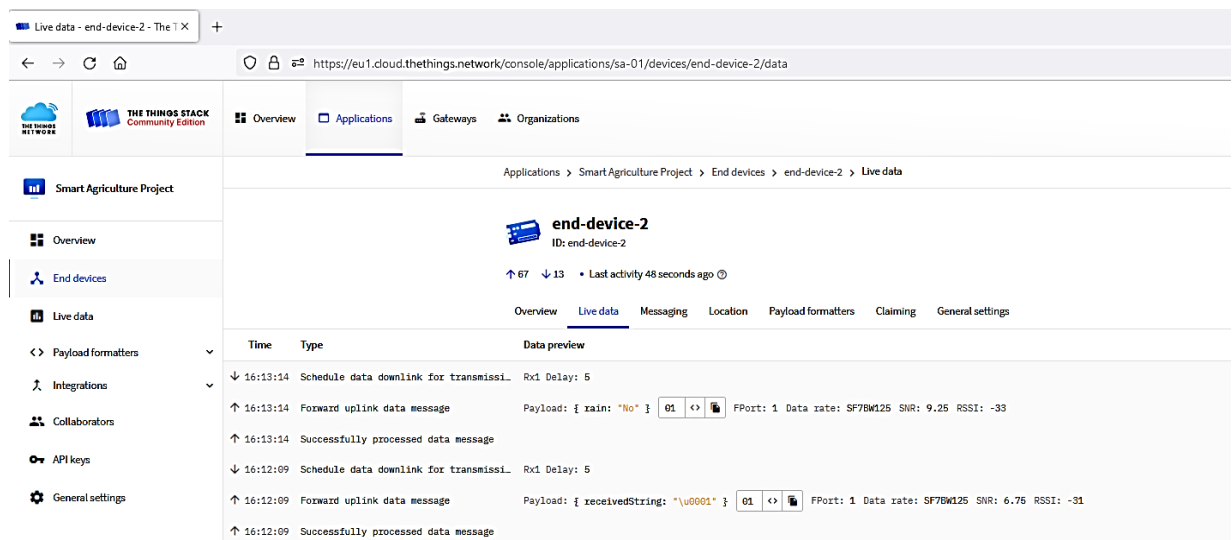 Live data - end-device-2 - The T
https://eu1.cloud.thethings.network/console/applications/sa-01/devices/end-device-2/data
THE THINGS NETWORK
THE THINGS STACK
Community Edition
Overview Applications Gateways Organizations
Smart Agriculture Project
Applications > Smart Agriculture Project > End devices > end-device-2 > Live data
end-device-2
ID: end-device-2
↑ 67 ↓ 13 • Last activity 48 seconds ago
Overview Live data Messaging Location Payload formatters Claiming General settings
Overview
End devices
Live data
Payload formatters
Integrations
Collaborators
API keys
General settings
Time Type Data preview
↓ 16:13:14 Schedule data downlink for transmissi… Rx1 Delay: 5
↑ 16:13:14 Forward uplink data message Payload: { rain: "No" } 01 <> FPort: 1 Data rate: SF7BW125 SNR: 9.25 RSSI: -33
↑ 16:13:14 Successfully processed data message
↓ 16:12:09 Schedule data downlink for transmissi… Rx1 Delay: 5
↑ 16:12:09 Forward uplink data message Payload: { receivedString: "\u0001" } 01 <> FPort: 1 Data rate: SF7BW125 SNR: 6.75 RSSI: -31
↑ 16:12:09 Successfully processed data message